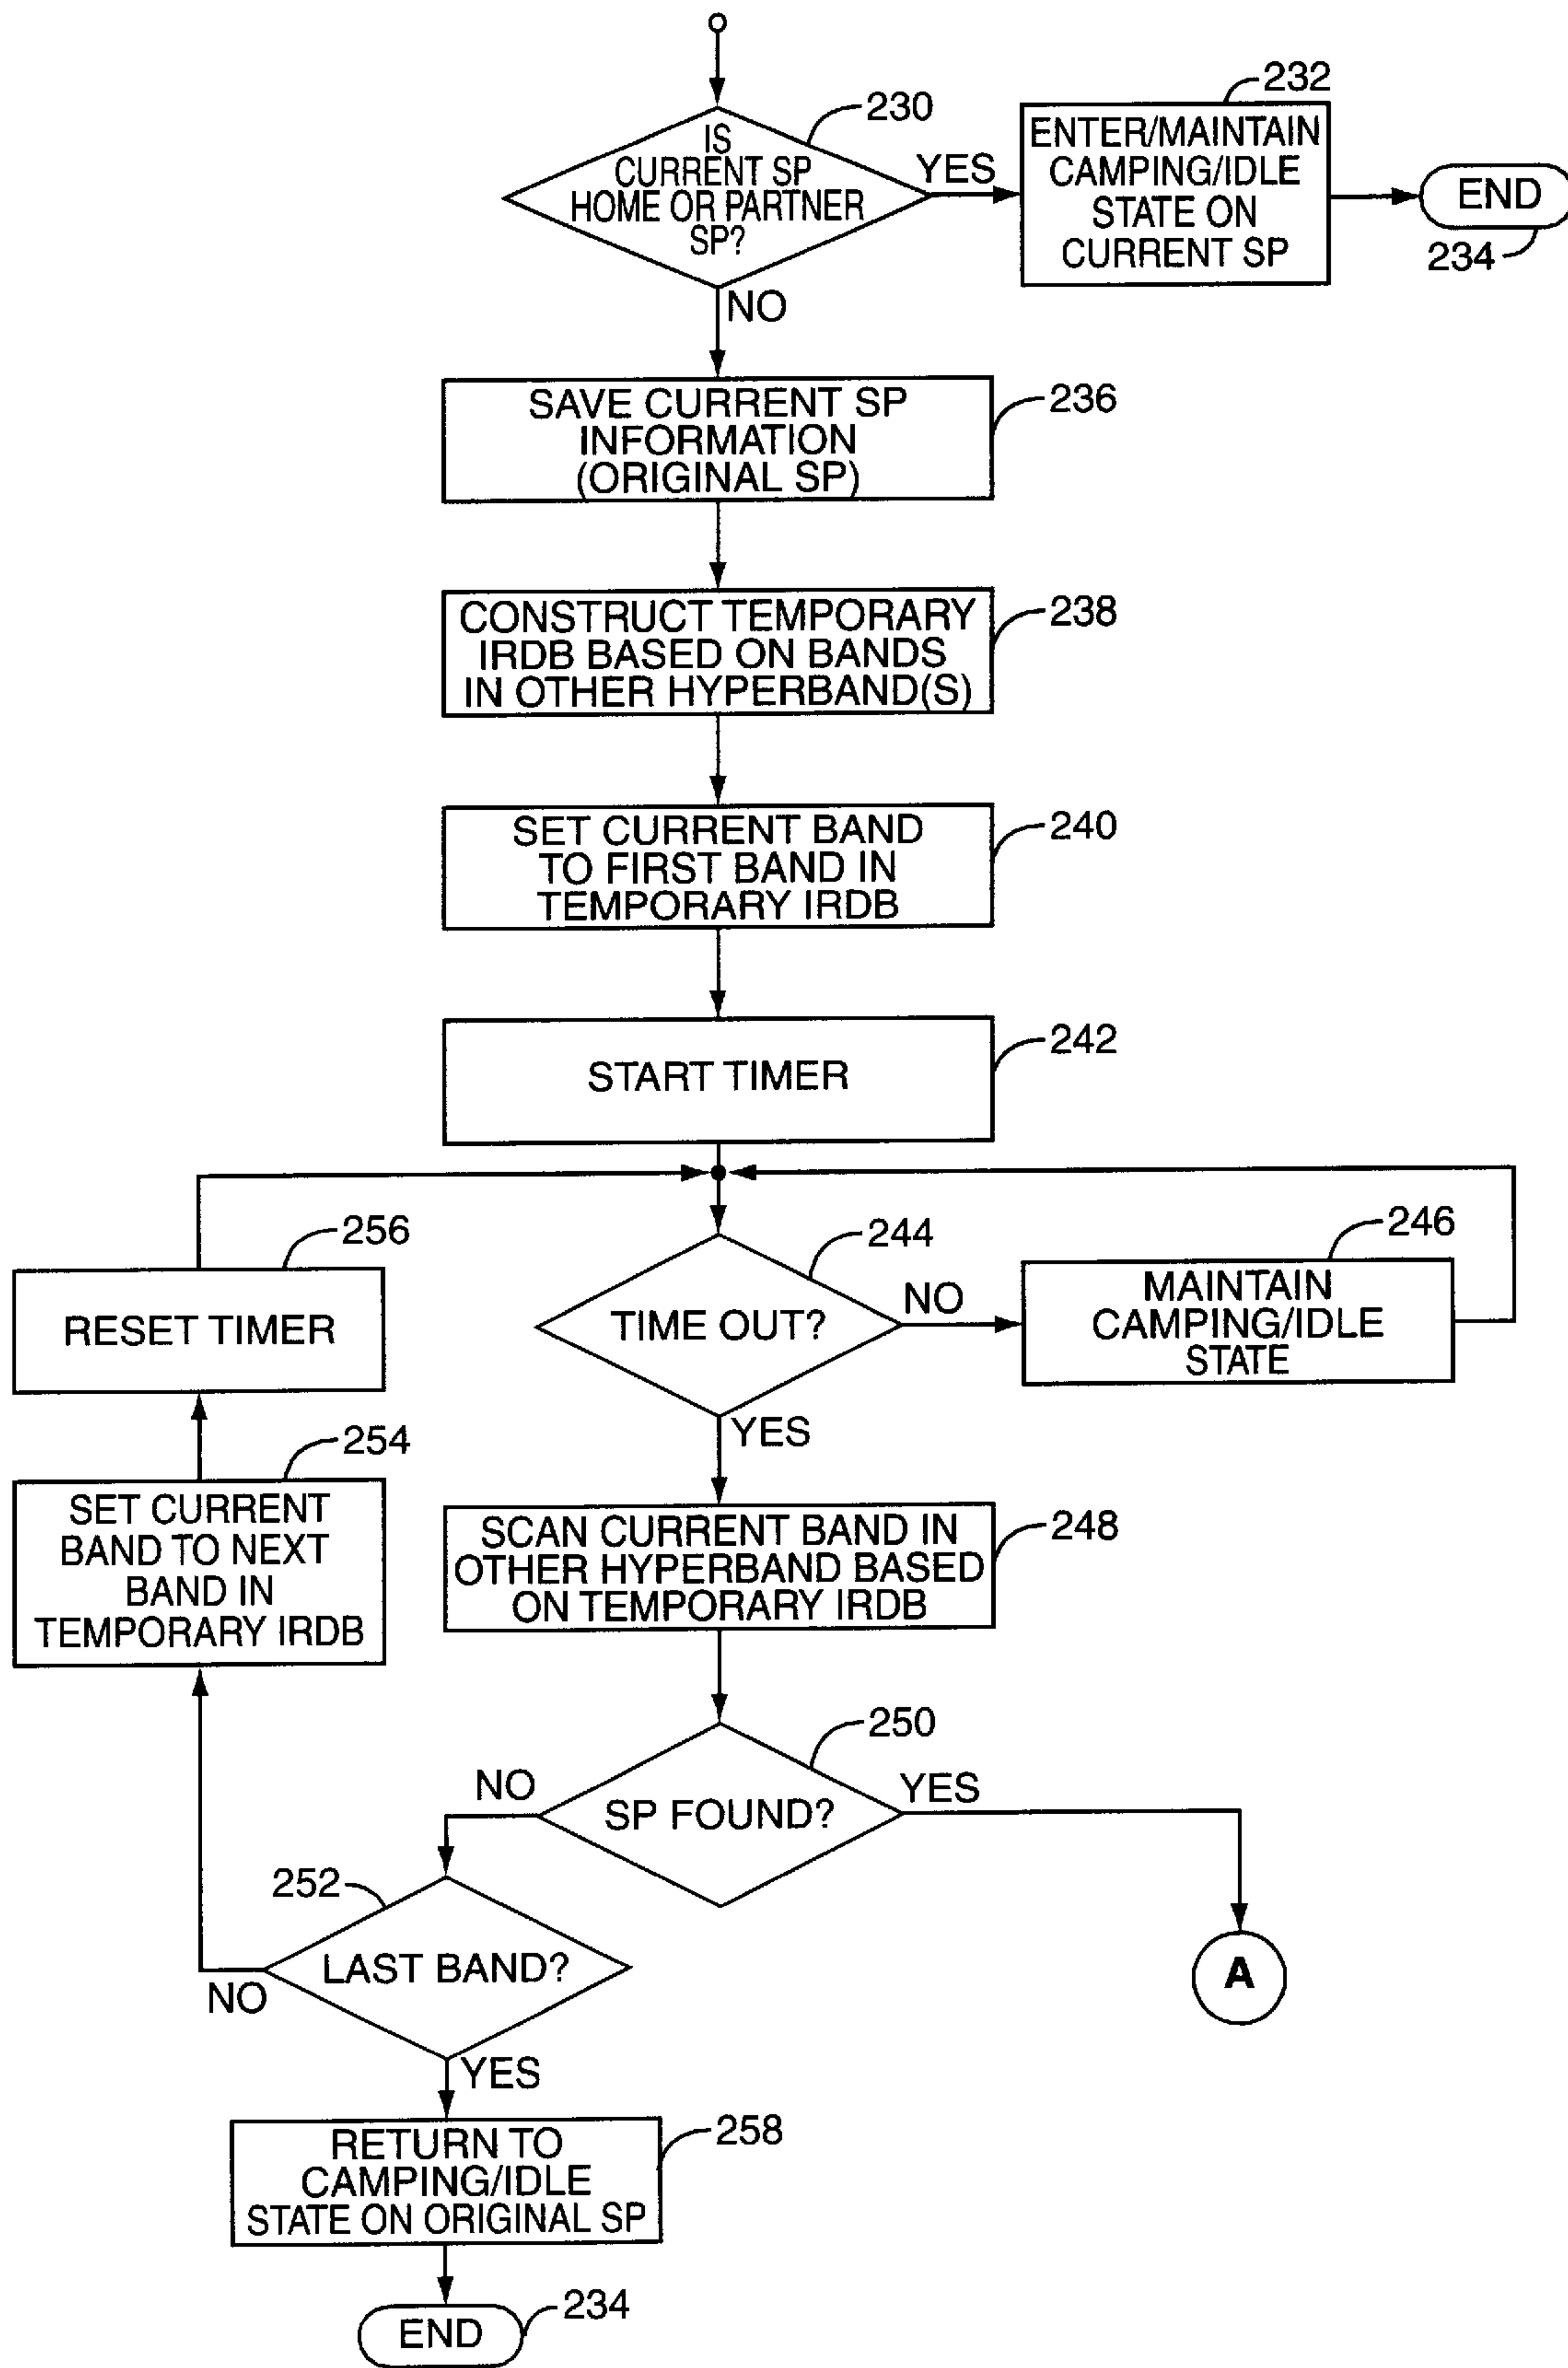 IS
CURRENT SP
HOME OR PARTNER
SP?
230
YES
232
ENTER/MAINTAIN
CAMPING/IDLE
STATE ON
CURRENT SP
END
234
NO
SAVE CURRENT SP
INFORMATION
(ORIGINAL SP)
236
CONSTRUCT TEMPORARY
IRDB BASED ON BANDS
IN OTHER HYPERBAND(S)
238
SET CURRENT BAND
TO FIRST BAND IN
TEMPORARY IRDB
240
START TIMER
242
256
RESET TIMER
244
TIME OUT?
NO
246
MAINTAIN
CAMPING/IDLE
STATE
YES
254
SET CURRENT
BAND TO NEXT
BAND IN
TEMPORARY IRDB
SCAN CURRENT BAND IN
OTHER HYPERBAND BASED
ON TEMPORARY IRDB
248
250
NO
SP FOUND?
YES
252
LAST BAND?
NO
A
YES
RETURN TO
CAMPING/IDLE
STATE ON ORIGINAL SP
258
END
234